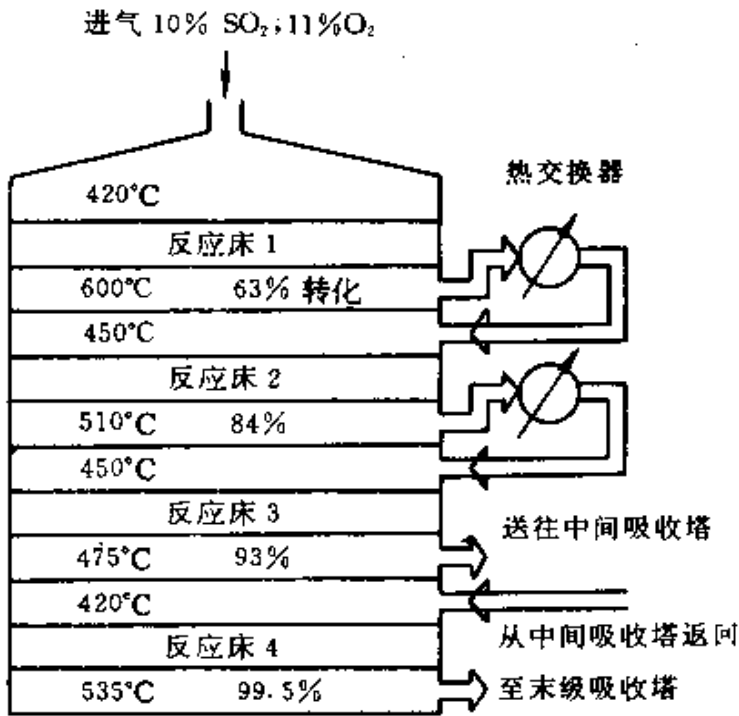 进气 10% SO₂;11%O₂
420°C
热交换器
反应床 1
600°C 63% 转化
450°C
反应床 2
510°C 84%
450°C
反应床 3
送往中间吸收塔
475°C 93%
420°C
反应床 4
从中间吸收塔返回
535°C 99.5%
至末级吸收塔